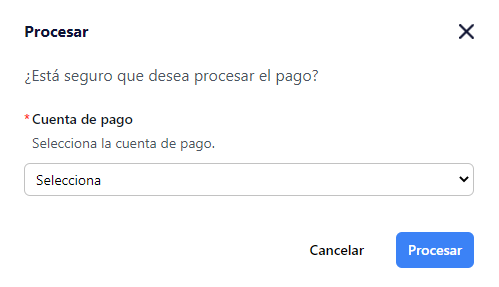 Procesar
¿Está seguro que desea procesar el pago?
* Cuenta de pago
Selecciona la cuenta de pago.
Selecciona
Cancelar
Procesar